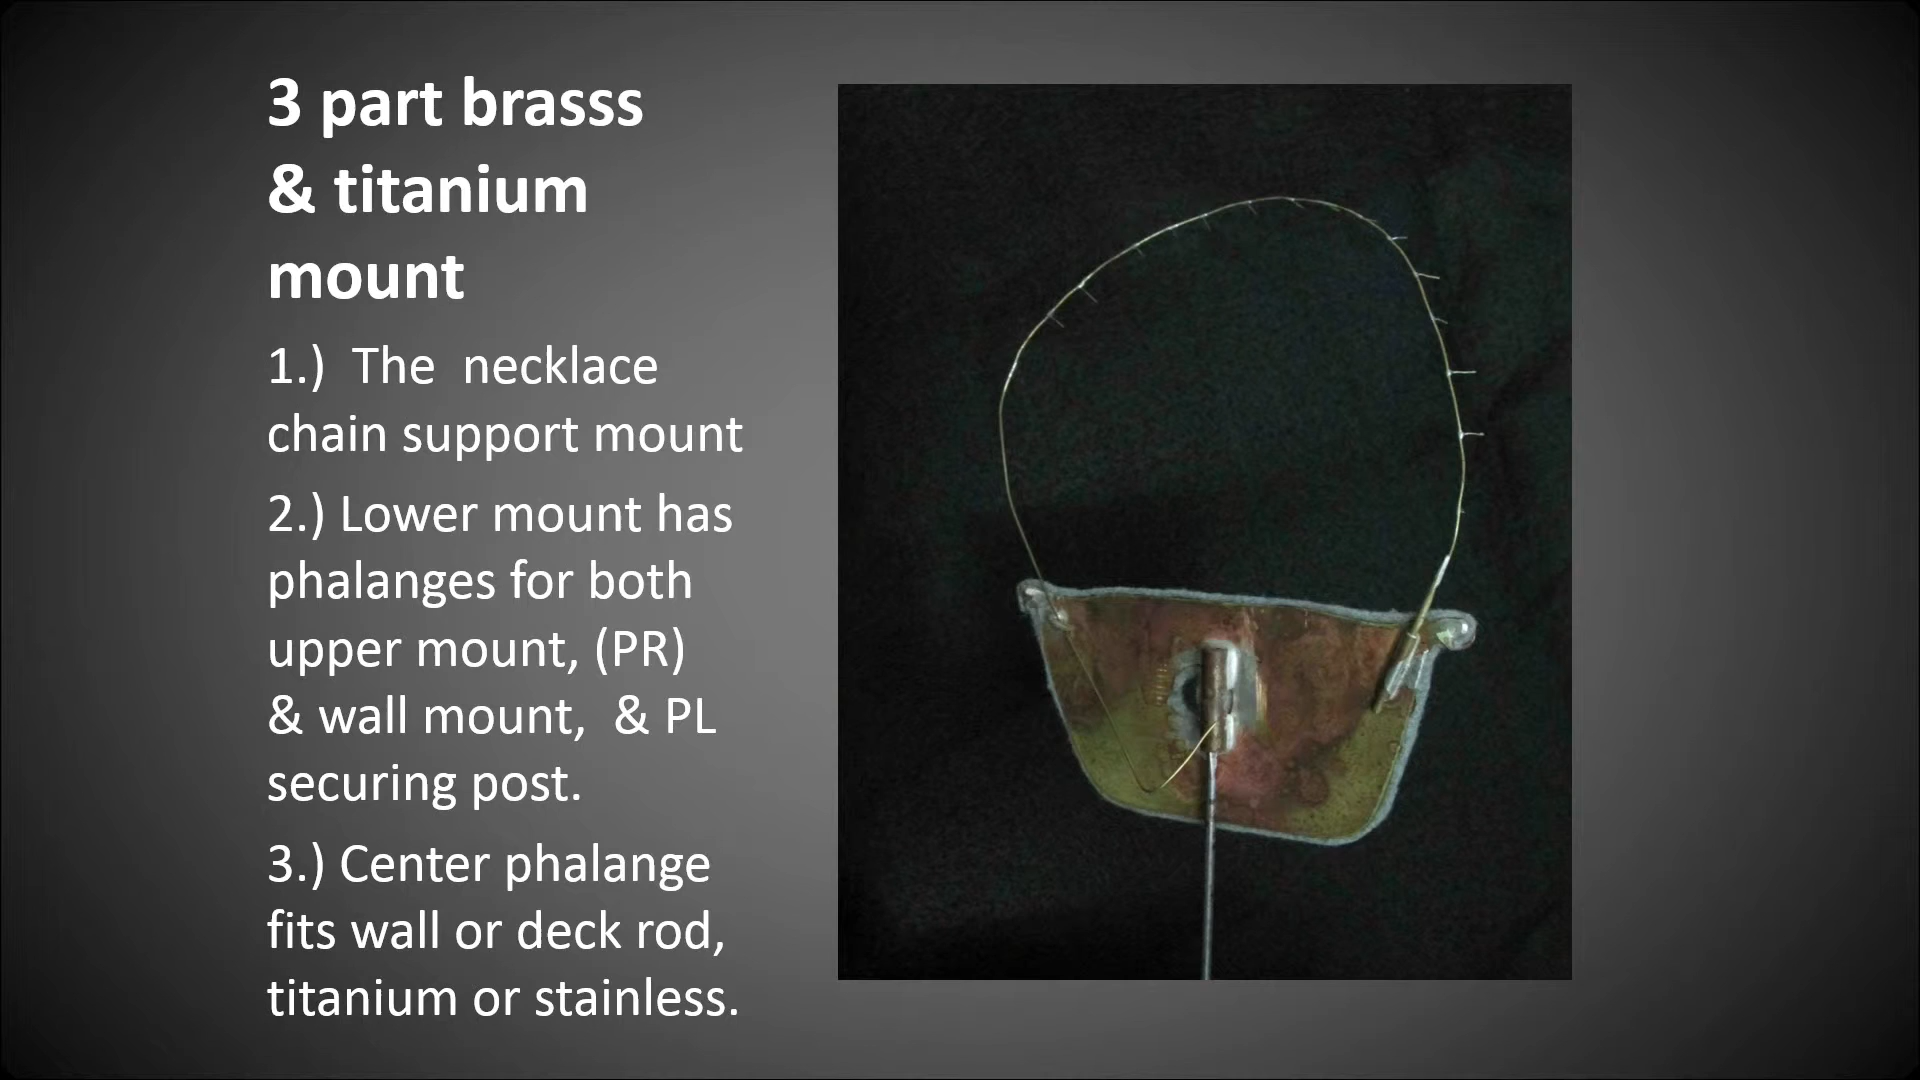 3 part brasss
& titanium
mount
1.)  The  necklace
chain support mount
2.) Lower mount has
phalanges for both
upper mount, (PR)
& wall mount,  & PL
securing post.
3.) Center phalange
fits wall or deck rod,
titanium or stainless.